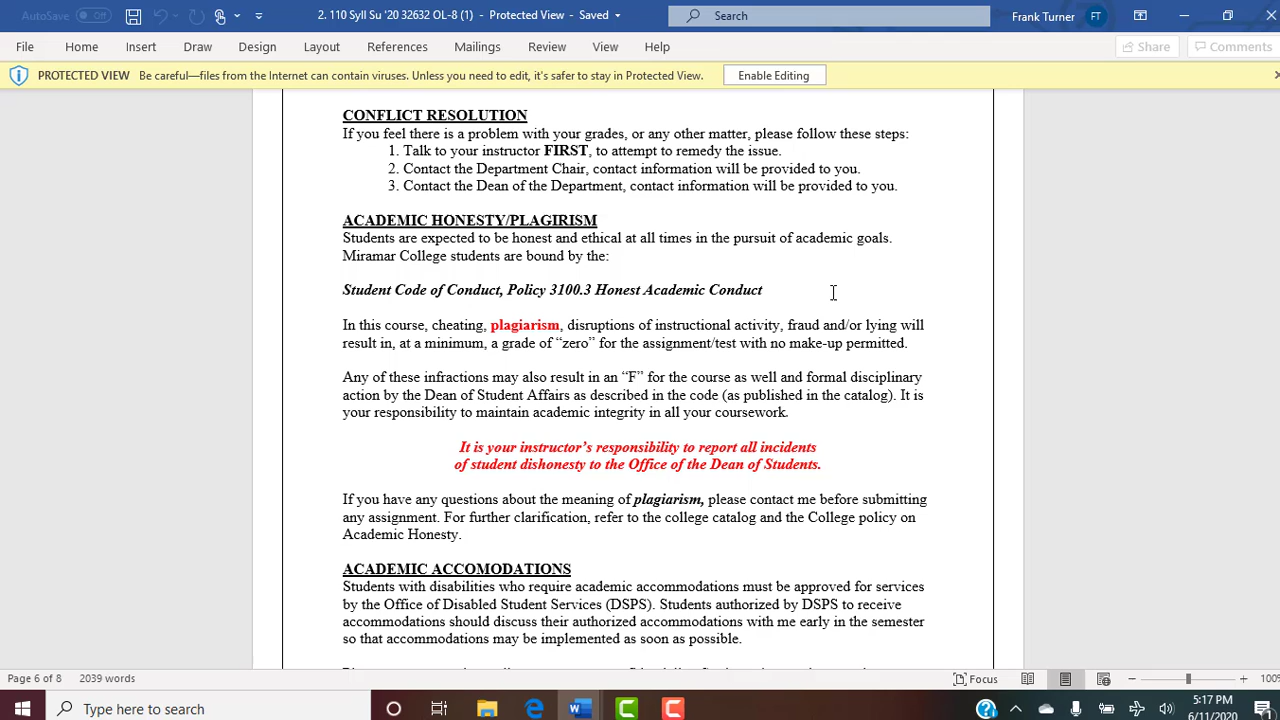 AutoSave Off 2. 110 Syll Su '20 32632 OL-8 (1) - Protected View - Saved Search Frank Turner FT
File Home Insert Draw Design Layout References Mailings Review View Help Share Comments
PROTECTED VIEW Be careful—files from the Internet can contain viruses. Unless you need to edit, it's safer to stay in Protected View. Enable Editing
CONFLICT RESOLUTION
If you feel there is a problem with your grades, or any other matter, please follow these steps:
1. Talk to your instructor FIRST, to attempt to remedy the issue.
2. Contact the Department Chair, contact information will be provided to you.
3. Contact the Dean of the Department, contact information will be provided to you.
ACADEMIC HONESTY/PLAGIRISM
Students are expected to be honest and ethical at all times in the pursuit of academic goals.
Miramar College students are bound by the:
Student Code of Conduct, Policy 3100.3 Honest Academic Conduct
In this course, cheating, plagiarism, disruptions of instructional activity, fraud and/or lying will
result in, at a minimum, a grade of “zero” for the assignment/test with no make-up permitted.
Any of these infractions may also result in an “F” for the course as well and formal disciplinary
action by the Dean of Student Affairs as described in the code (as published in the catalog). It is
your responsibility to maintain academic integrity in all your coursework.
It is your instructor’s responsibility to report all incidents
of student dishonesty to the Office of the Dean of Students.
If you have any questions about the meaning of plagiarism, please contact me before submitting
any assignment. For further clarification, refer to the college catalog and the College policy on
Academic Honesty.
ACADEMIC ACCOMODATIONS
Students with disabilities who require academic accommodations must be approved for services
by the Office of Disabled Student Services (DSPS). Students authorized by DSPS to receive
accommodations should discuss their authorized accommodations with me early in the semester
so that accommodations may be implemented as soon as possible.
Page 6 of 8 2039 words Focus 100%
Type here to search 5:17 PM
6/11/2020